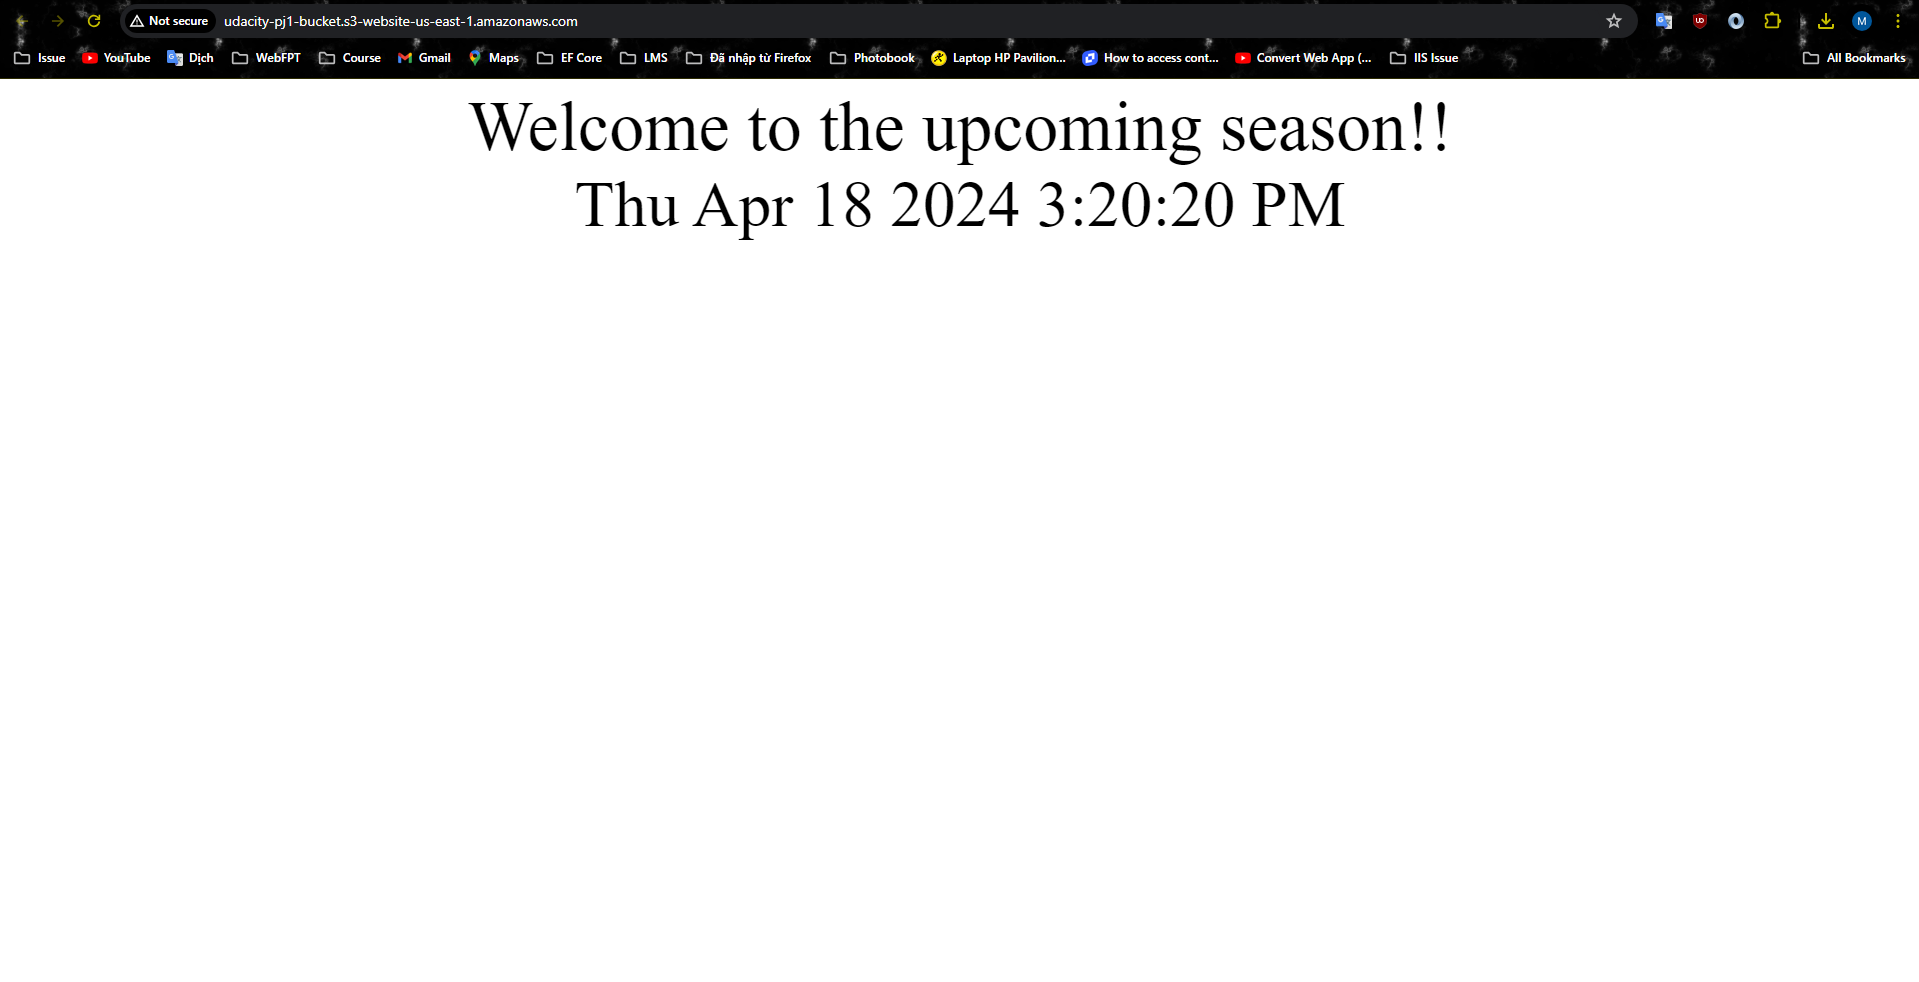 Not secure udacity-pj1-bucket.s3-website-us-east-1.amazonaws.com M
Issue YouTube Dịch WebFPT Course Gmail Maps EF Core LMS Đã nhập từ Firefox Photobook Laptop HP Pavilion... How to access cont... Convert Web App (... IIS Issue All Bookmarks
Welcome to the upcoming season!!
Thu Apr 18 2024 3:20:20 PM